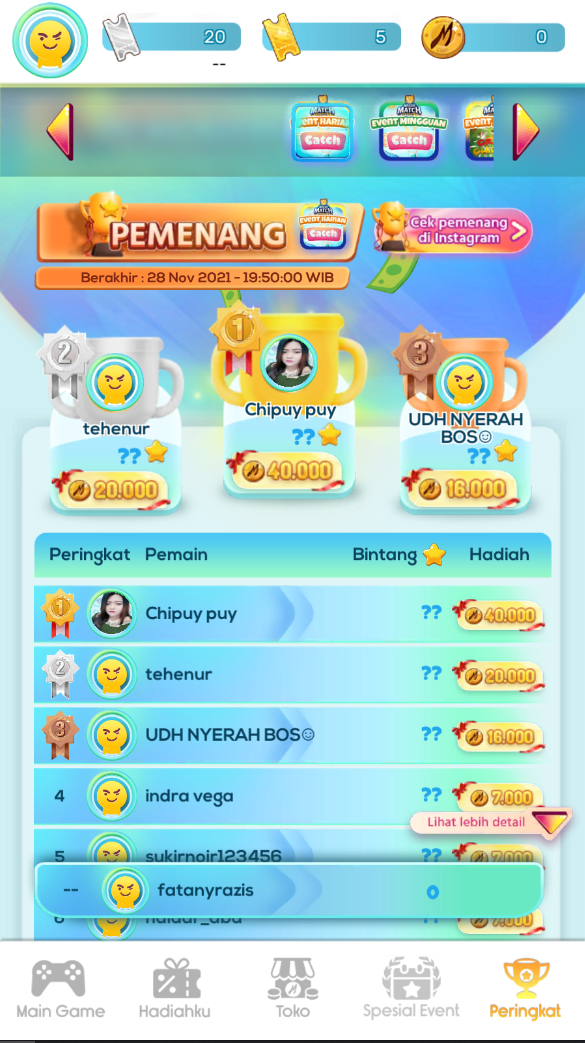 20
5
0
--
MATCH
EVENT HARIAN
Catch
MATCH
EVENT MINGGUAN
Catch
PEMENANG
MATCH
EVENT HARIAN
Catch
Cek pemenang
di Instagram
Berakhir : 28 Nov 2021 - 19:50:00 WIB
2
tehenur
??
20.000
1
Chipuy puy
??
40.000
3
UDH NYERAH
BOS☺
??
16.000
Peringkat Pemain Bintang Hadiah
1 Chipuy puy ?? 40.000
2 tehenur ?? 20.000
3 UDH NYERAH BOS☺ ?? 16.000
4 indra vega ?? 7.000
Lihat lebih detail
5 sukirnoir123456 ?? 7.000
-- fatanyrazis 0
6 7.000
Main Game Hadiahku Toko Spesial Event Peringkat